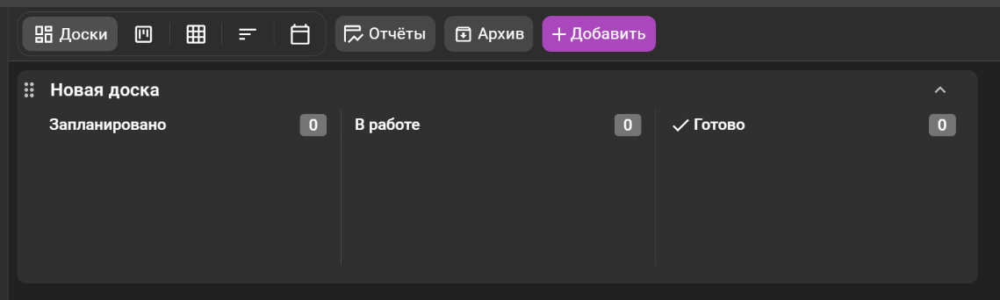 Доски Отчёты Архив Добавить
Новая доска
Запланировано 0 В работе 0 Готово 0